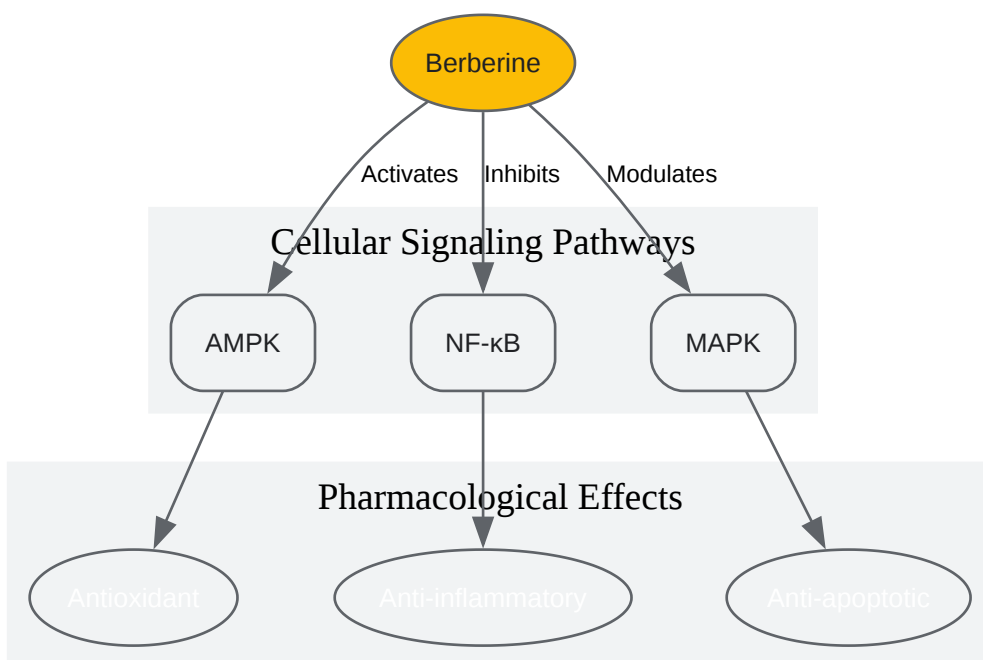 Berberine
Activates
Inhibits
Modulates
Cellular Signaling Pathways
AMPK
NF-κB
MAPK
Pharmacological Effects
Antioxidant
Anti-inflammatory
Anti-apoptotic